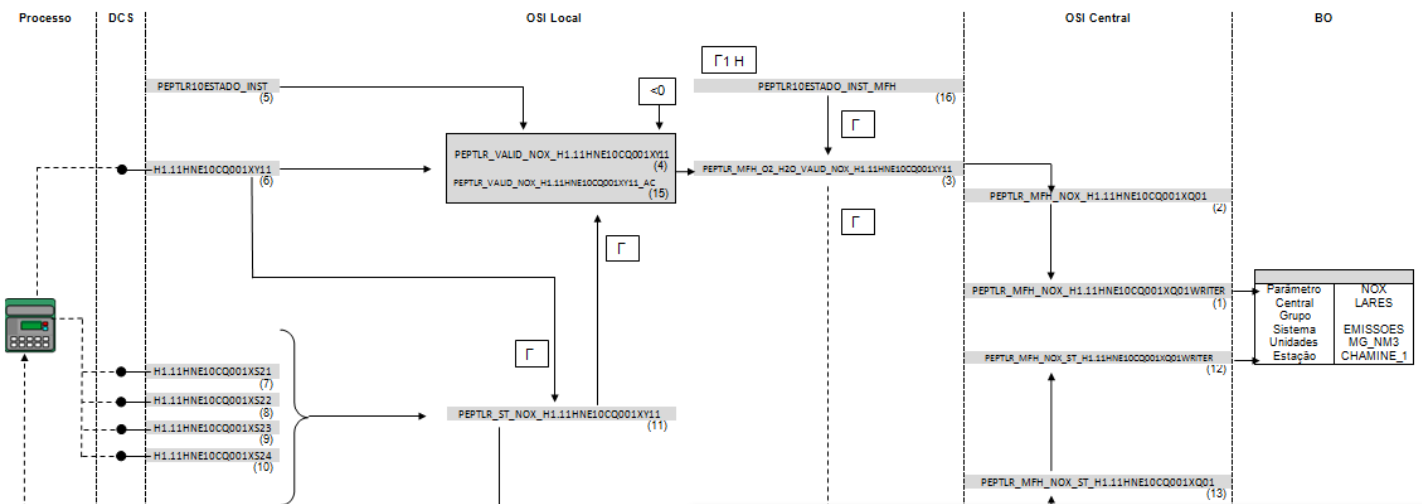 Processo
DCS
OSI Local
OSI Central
BO
Γ1 H
PEPTLR10ESTADO_INST
(5)
<0
PEPTLR10ESTADO_INST_MFH
(16)
Γ
PEPTLR_VALID_NOX_H1.11HNE10CQ001XY11
(4)
H1.11HNE10CQ001XY11
(6)
PEPTLR_MFH_O2_H2O_VALID_NOX_H1.11HNE10CQ001XY11
(3)
PEPTLR_VALID_NOX_H1.11HNE10CQ001XY11_AC
(15)
PEPTLR_MFH_NOX_H1.11HNE10CQ001XQ01
(2)
Γ
Γ
PEPTLR_MFH_NOX_H1.11HNE10CQ001XQ01WRITER
(1)
Parâmetro NOX
Central LARES
Grupo
Sistema EMISSOES
Unidades MG_NM3
Estação CHAMINE_1
Γ
PEPTLR_MFH_NOX_ST_H1.11HNE10CQ001XQ01WRITER
(12)
H1.11HNE10CQ001XS21
(7)
H1.11HNE10CQ001XS22
(8)
PEPTLR_ST_NOX_H1.11HNE10CQ001XY11
(11)
H1.11HNE10CQ001XS23
(9)
H1.11HNE10CQ001XS24
(10)
PEPTLR_MFH_NOX_ST_H1.11HNE10CQ001XQ01
(13)